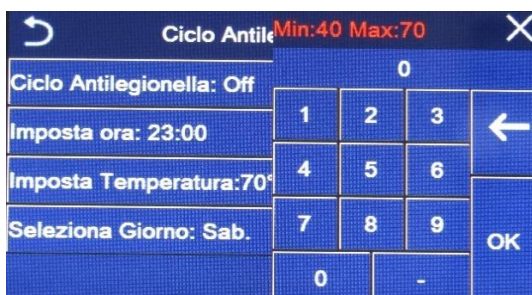 Ciclo Antile
Ciclo Antilegionella: Off
Imposta ora: 23:00
Imposta Temperatura:70°
Seleziona Giorno: Sab.
Min:40 Max:70
0
1 2 3
4 5 6
7 8 9
0 -
OK